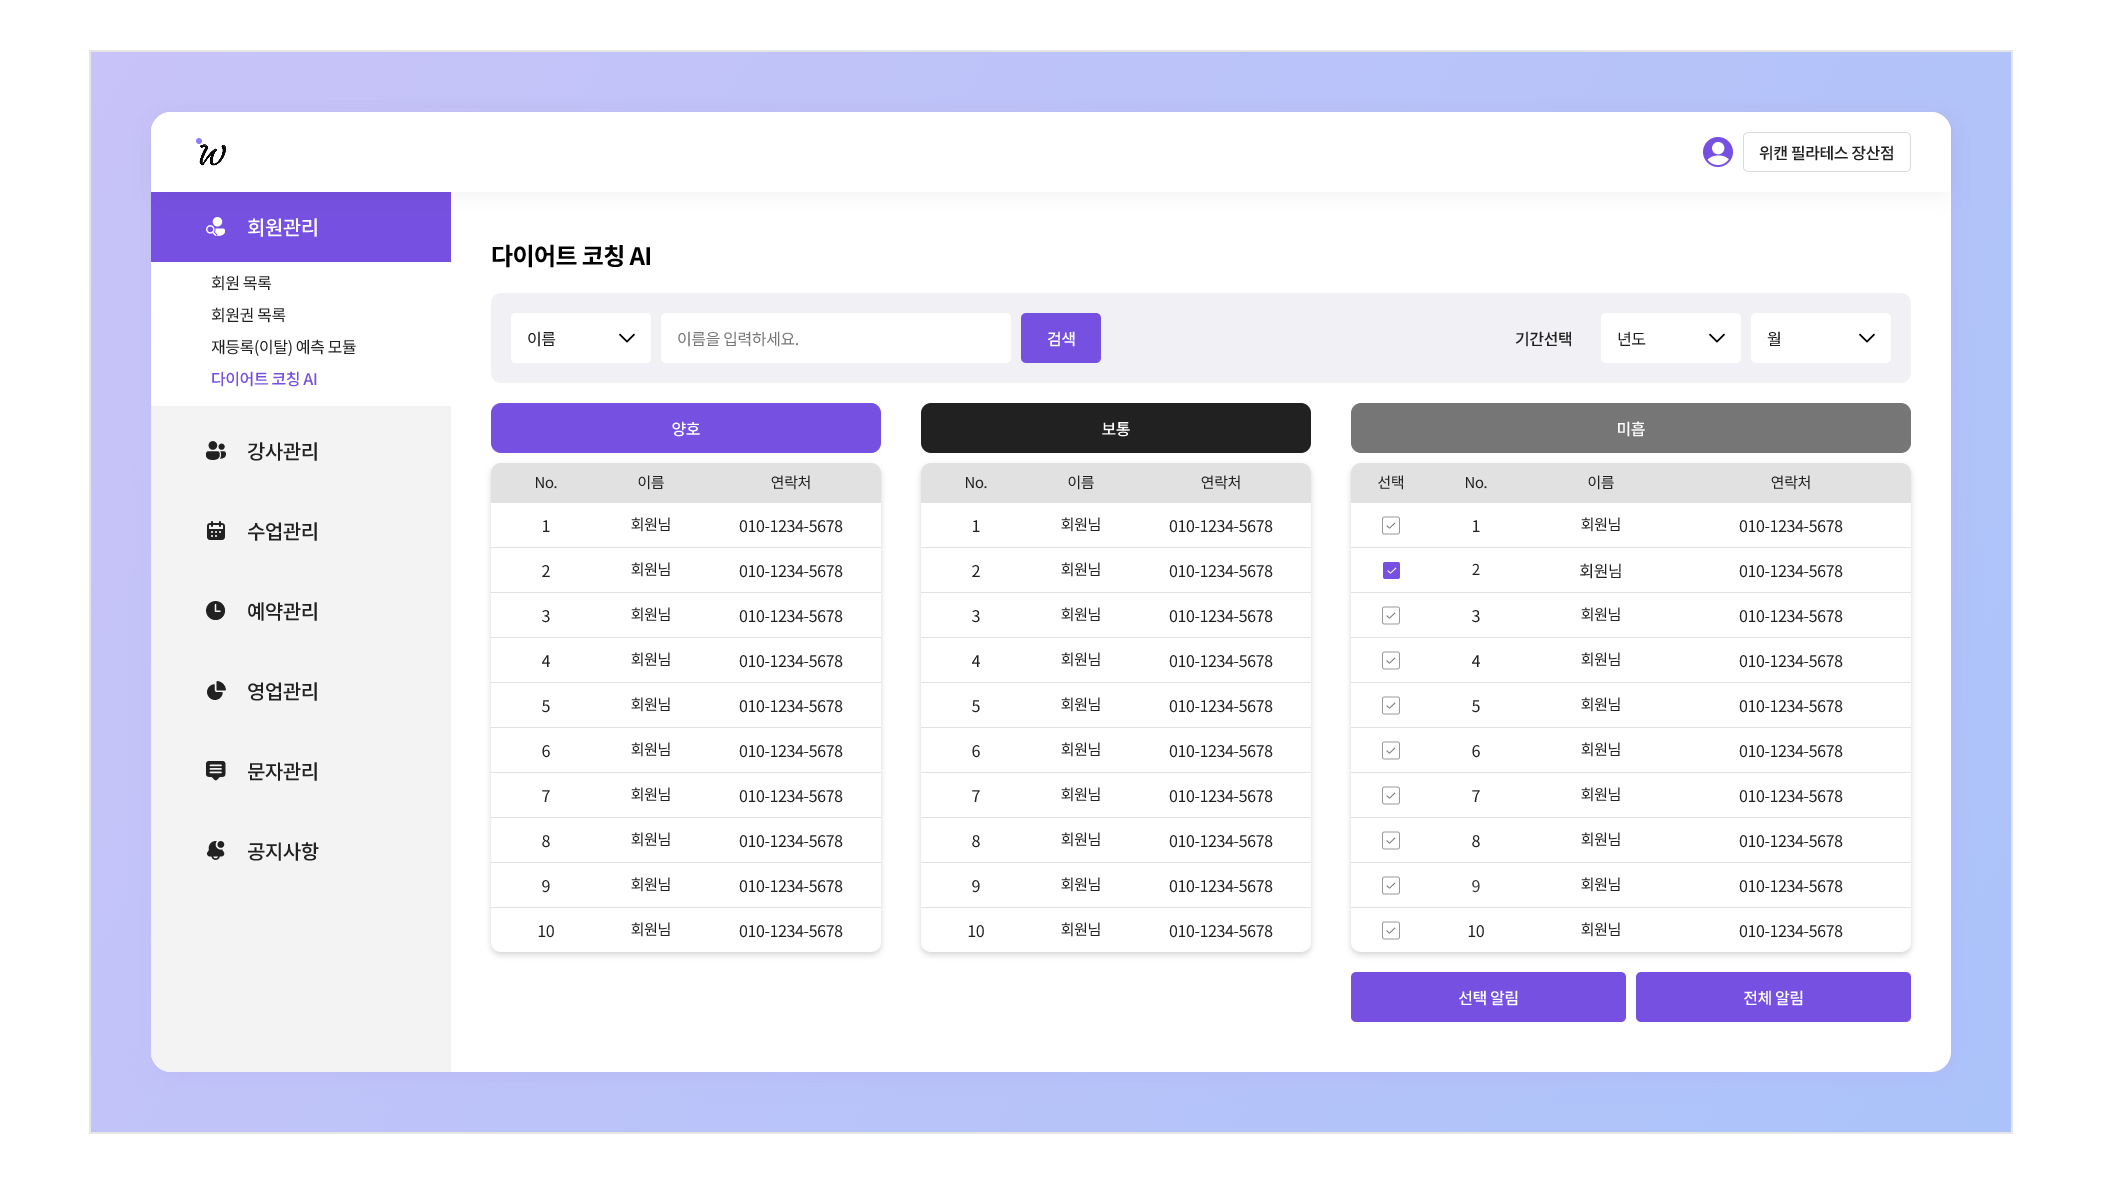 w
위캔 필라테스 장산점
회원관리
회원 목록
회원권 목록
재등록(이탈) 예측 모듈
다이어트 코칭 AI
강사관리
수업관리
예약관리
영업관리
문자관리
공지사항
다이어트 코칭 AI
이름 이름을 입력하세요. 검색 기간선택 년도 월
양호
No. 이름 연락처
1 회원님 010-1234-5678
2 회원님 010-1234-5678
3 회원님 010-1234-5678
4 회원님 010-1234-5678
5 회원님 010-1234-5678
6 회원님 010-1234-5678
7 회원님 010-1234-5678
8 회원님 010-1234-5678
9 회원님 010-1234-5678
10 회원님 010-1234-5678
보통
No. 이름 연락처
1 회원님 010-1234-5678
2 회원님 010-1234-5678
3 회원님 010-1234-5678
4 회원님 010-1234-5678
5 회원님 010-1234-5678
6 회원님 010-1234-5678
7 회원님 010-1234-5678
8 회원님 010-1234-5678
9 회원님 010-1234-5678
10 회원님 010-1234-5678
미흡
선택 No. 이름 연락처
1 회원님 010-1234-5678
2 회원님 010-1234-5678
3 회원님 010-1234-5678
4 회원님 010-1234-5678
5 회원님 010-1234-5678
6 회원님 010-1234-5678
7 회원님 010-1234-5678
8 회원님 010-1234-5678
9 회원님 010-1234-5678
10 회원님 010-1234-5678
선택 알림 전체 알림